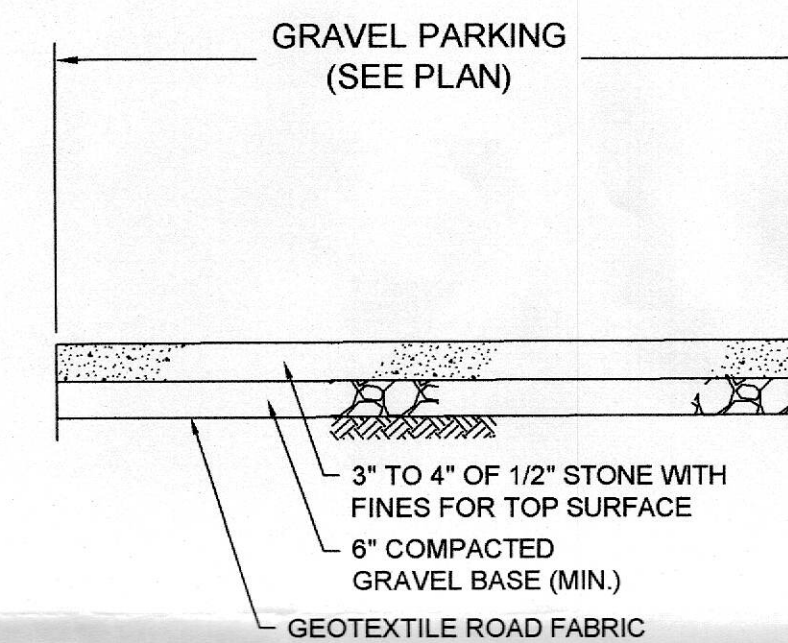 GRAVEL PARKING
(SEE PLAN)
3" TO 4" OF 1/2" STONE WITH
FINES FOR TOP SURFACE
6" COMPACTED
GRAVEL BASE (MIN.)
GEOTEXTILE ROAD FABRIC